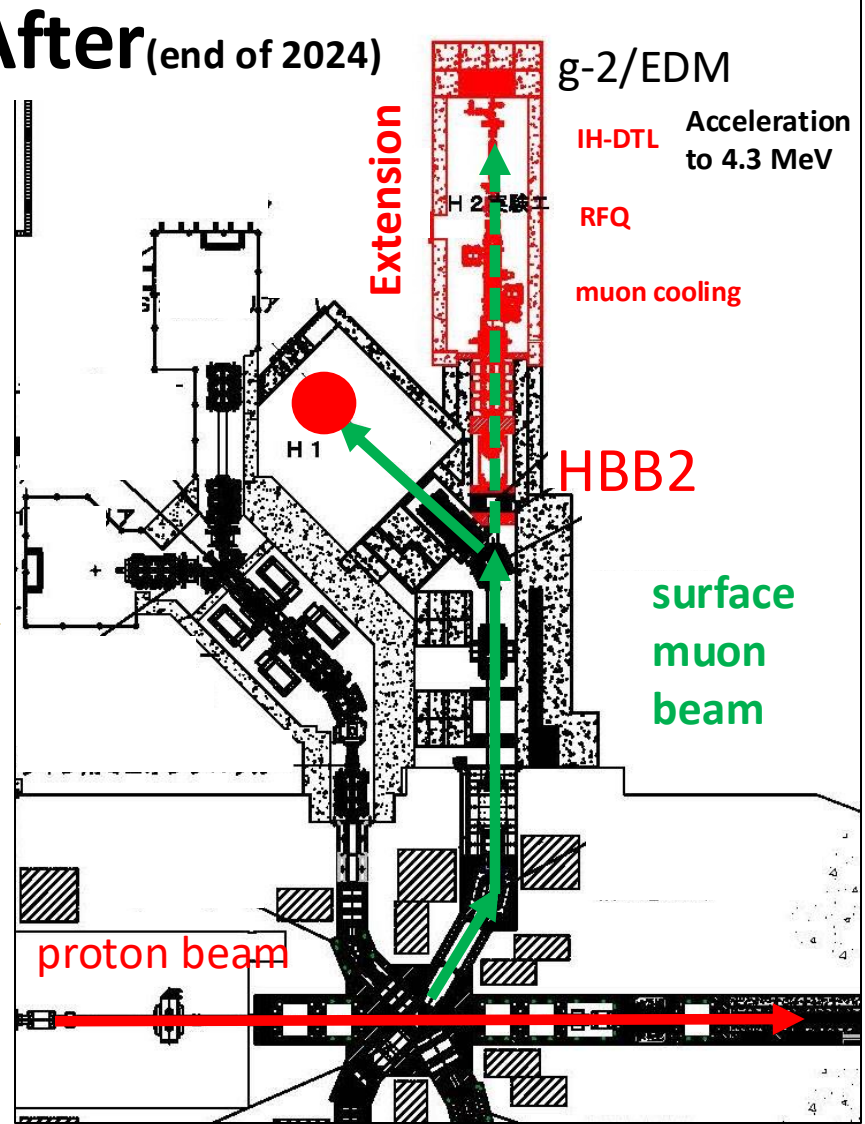 After(end of 2024)
g-2/EDM
Extension
IH-DTL
Acceleration
to 4.3 MeV
H 2 実験エ
RFQ
muon cooling
H 1
HBB2
surface
muon
beam
proton beam